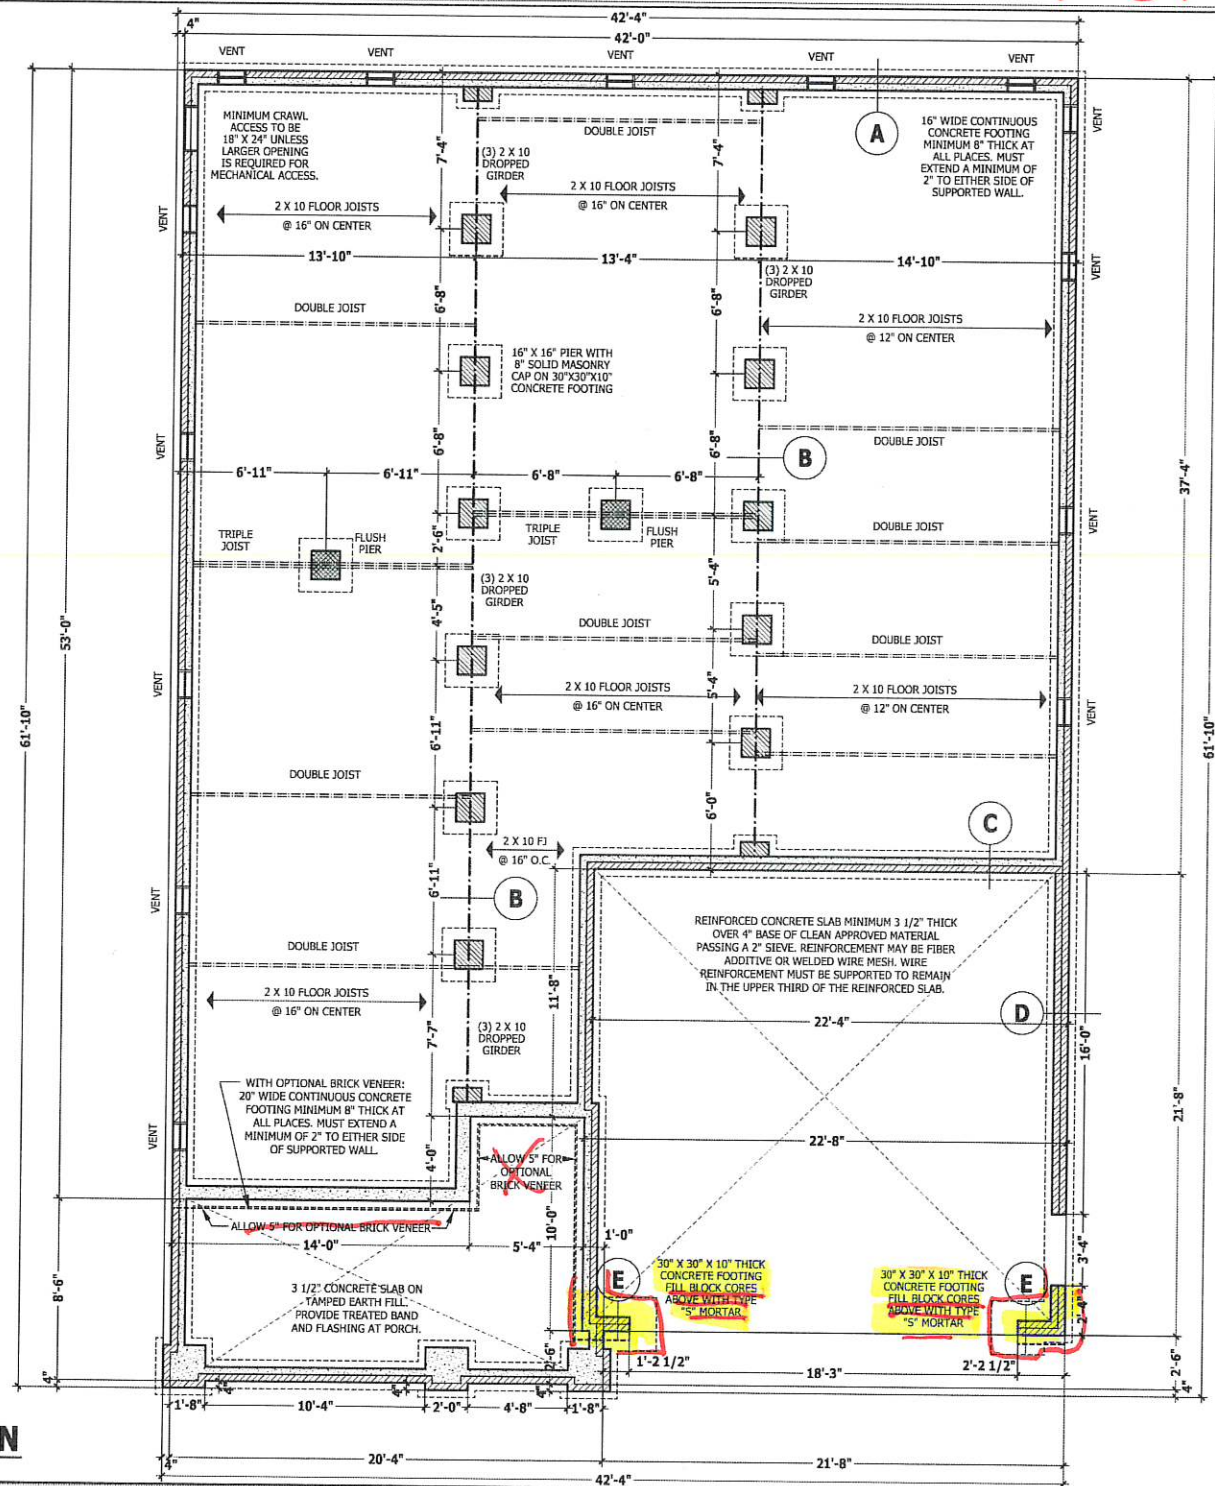 42'-4"
4"
42'-0"
VENT
VENT
VENT
VENT
VENT
MINIMUM CRAWL
ACCESS TO BE
18" X 24" UNLESS
LARGER OPENING
IS REQUIRED FOR
MECHANICAL ACCESS.
7'-4"
DOUBLE JOIST
(3) 2 X 10
DROPPED
GIRDER
7'-4"
A
16" WIDE CONTINUOUS
CONCRETE FOOTING
MINIMUM 8" THICK AT
ALL PLACES. MUST
EXTEND A MINIMUM OF
2" TO EITHER SIDE OF
SUPPORTED WALL.
VENT
2 X 10 FLOOR JOISTS
@ 16" ON CENTER
2 X 10 FLOOR JOISTS
@ 16" ON CENTER
VENT
13'-10"
13'-4"
14'-10"
VENT
(3) 2 X 10
DROPPED
GIRDER
DOUBLE JOIST
6'-8"
6'-8"
2 X 10 FLOOR JOISTS
@ 12" ON CENTER
16" X 16" PIER WITH
8" SOLID MASONRY
CAP ON 30"X30"X10"
CONCRETE FOOTING
VENT
6'-8"
6'-8"
B
DOUBLE JOIST
37'-4"
6'-11"
6'-11"
6'-8"
6'-8"
TRIPLE
JOIST
FLUSH
PIER
2'-6"
TRIPLE
JOIST
FLUSH
PIER
DOUBLE JOIST
VENT
(3) 2 X 10
DROPPED
GIRDER
5'-4"
53'-0"
4'-5"
DOUBLE JOIST
DOUBLE JOIST
VENT
2 X 10 FLOOR JOISTS
@ 16" ON CENTER
5'-4"
2 X 10 FLOOR JOISTS
@ 12" ON CENTER
VENT
61'-10"
61'-10"
6'-11"
DOUBLE JOIST
6'-0"
C
2 X 10 FJ
@ 16" O.C.
VENT
6'-11"
B
REINFORCED CONCRETE SLAB MINIMUM 3 1/2" THICK
OVER 4" BASE OF CLEAN APPROVED MATERIAL
PASSING A 2" SIEVE. REINFORCEMENT MAY BE FIBER
ADDITIVE OR WELDED WIRE MESH. WIRE
REINFORCEMENT MUST BE SUPPORTED TO REMAIN
IN THE UPPER THIRD OF THE REINFORCED SLAB.
DOUBLE JOIST
2 X 10 FLOOR JOISTS
@ 16" ON CENTER
11'-8"
D
22'-4"
7'-7"
(3) 2 X 10
DROPPED
GIRDER
16'-0"
WITH OPTIONAL BRICK VENEER:
20" WIDE CONTINUOUS CONCRETE
FOOTING MINIMUM 8" THICK AT
ALL PLACES. MUST EXTEND A
MINIMUM OF 2" TO EITHER SIDE
OF SUPPORTED WALL.
21'-8"
VENT
22'-8"
4'-0"
ALLOW 5" FOR
OPTIONAL
BRICK VENEER
ALLOW 5" FOR OPTIONAL BRICK VENEER
10'-0"
14'-0"
5'-4"
1'-0"
3'-4"
8'-6"
3 1/2" CONCRETE SLAB ON
TAMPED EARTH FILL.
PROVIDE TREATED BAND
AND FLASHING AT PORCH.
E
30" X 30" X 10" THICK
CONCRETE FOOTING
FILL BLOCK CORES
ABOVE WITH TYPE
"S" MORTAR
30" X 30" X 10" THICK
CONCRETE FOOTING
FILL BLOCK CORES
ABOVE WITH TYPE
"S" MORTAR
E
2'-4"
2'-6"
1'-2 1/2"
18'-3"
2'-2 1/2"
2'-6"
4"
4"
4"
4"
4"
1'-8"
10'-4"
2'-0"
4'-8"
1'-8"
N
4"
20'-4"
21'-8"
42'-4"